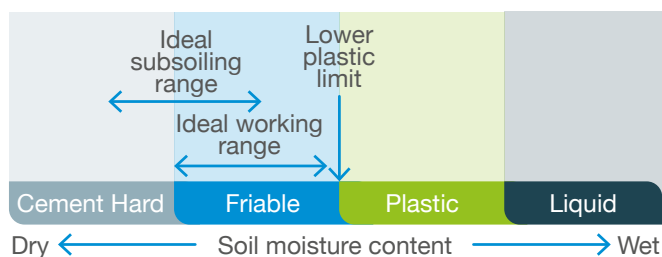 Ideal
subsoiling
range
Lower
plastic
limit
Ideal working
range
Cement Hard
Friable
Plastic
Liquid
Dry
Soil moisture content
Wet